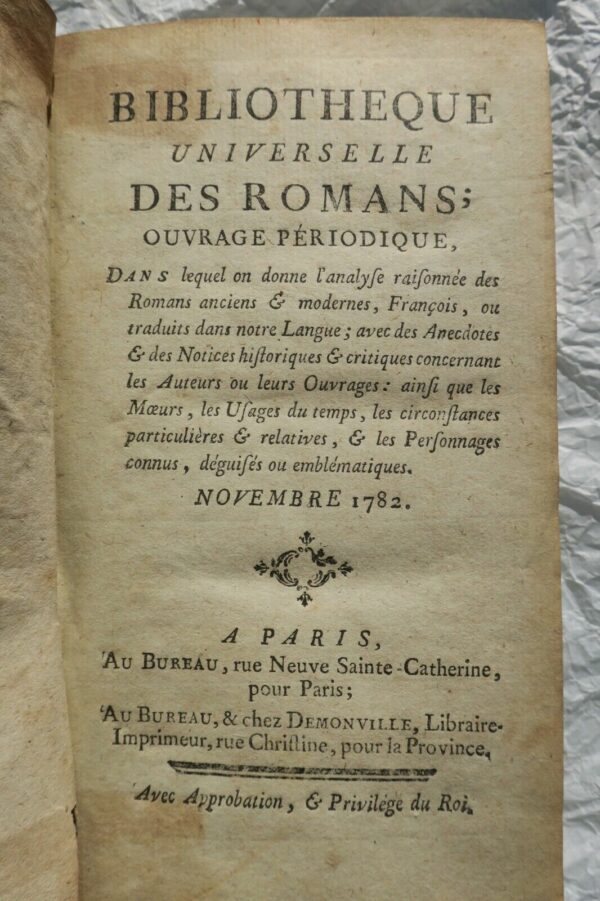 BIBLIOTHEQUE
UNIVERSELLE
DES ROMANS;
OUVRAGE PÉRIODIQUE,
DANS lequel on donne l'analyſe raiſonnée des
Romans anciens & modernes, François, ou
traduits dans notre Langue; avec des Anecdotes
& des Notices hiſtoriques & critiques concernant
les Auteurs ou leurs Ouvrages: ainſi que les
Mœurs, les Uſages du temps, les circonſtances
particulières & relatives, & les Perſonnages
connus, déguiſés ou emblématiques.
NOVEMBRE 1782.
A PARIS,
AU BUREAU, rue Neuve Sainte-Catherine,
pour Paris;
AU BUREAU, & chez DEMONVILLE, Libraire-
Imprimeur, rue Chriſtine, pour la Province.
Avec Approbation, & Privilége du Roi.